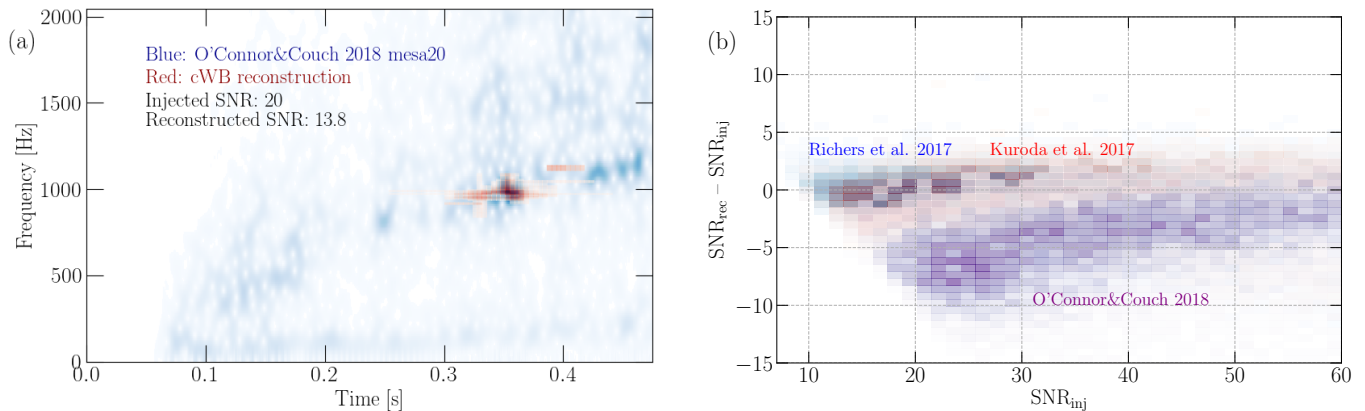 (a)
2000
1500
1000
500
0
Frequency [Hz]
Blue: O'Connor&Couch 2018 mesa20
Red: cWB reconstruction
Injected SNR: 20
Reconstructed SNR: 13.8
0.0 0.1 0.2 0.3 0.4
Time [s]
(b)
15
10
5
0
−5
−10
−15
SNRrec − SNRinj
Richers et al. 2017
Kuroda et al. 2017
O'Connor&Couch 2018
10 20 30 40 50 60
SNRinj